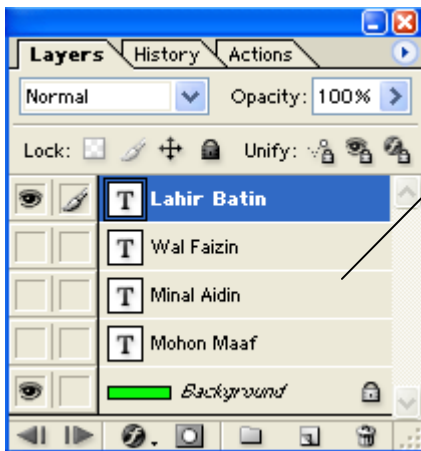 Layers History Actions
Normal Opacity: 100%
Lock: Unify:
T Lahir Batin
T Wal Faizin
T Minal Aidin
T Mohon Maaf
Background